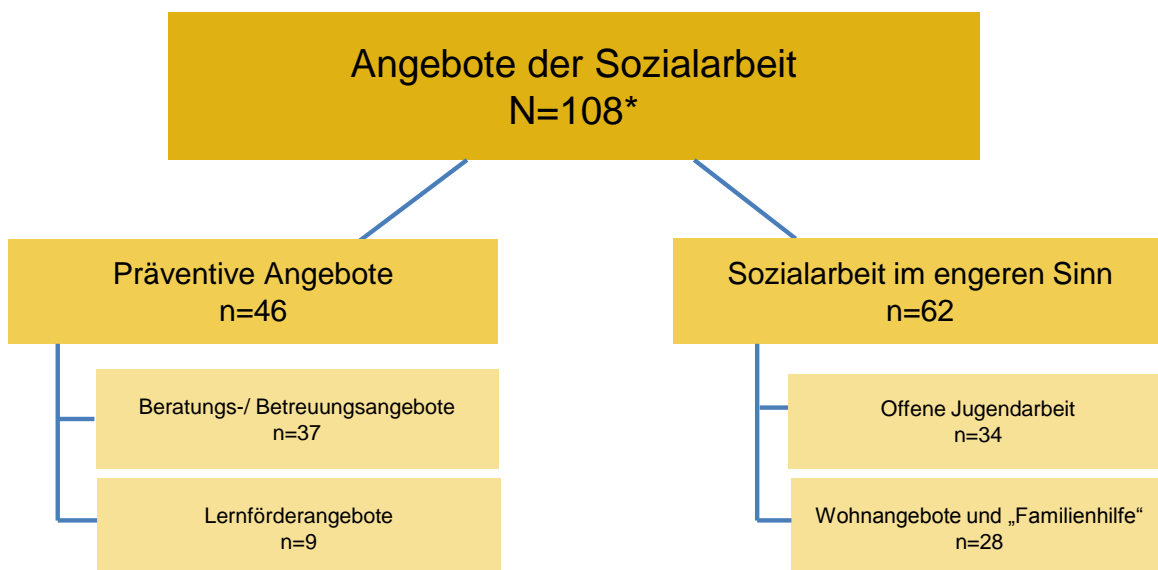 Angebote der Sozialarbeit
N=108*
Präventive Angebote
n=46
Beratungs-/ Betreuungsangebote
n=37
Lernförderangebote
n=9
Sozialarbeit im engeren Sinn
n=62
Offene Jugendarbeit
n=34
Wohnangebote und „Familienhilfe“
n=28